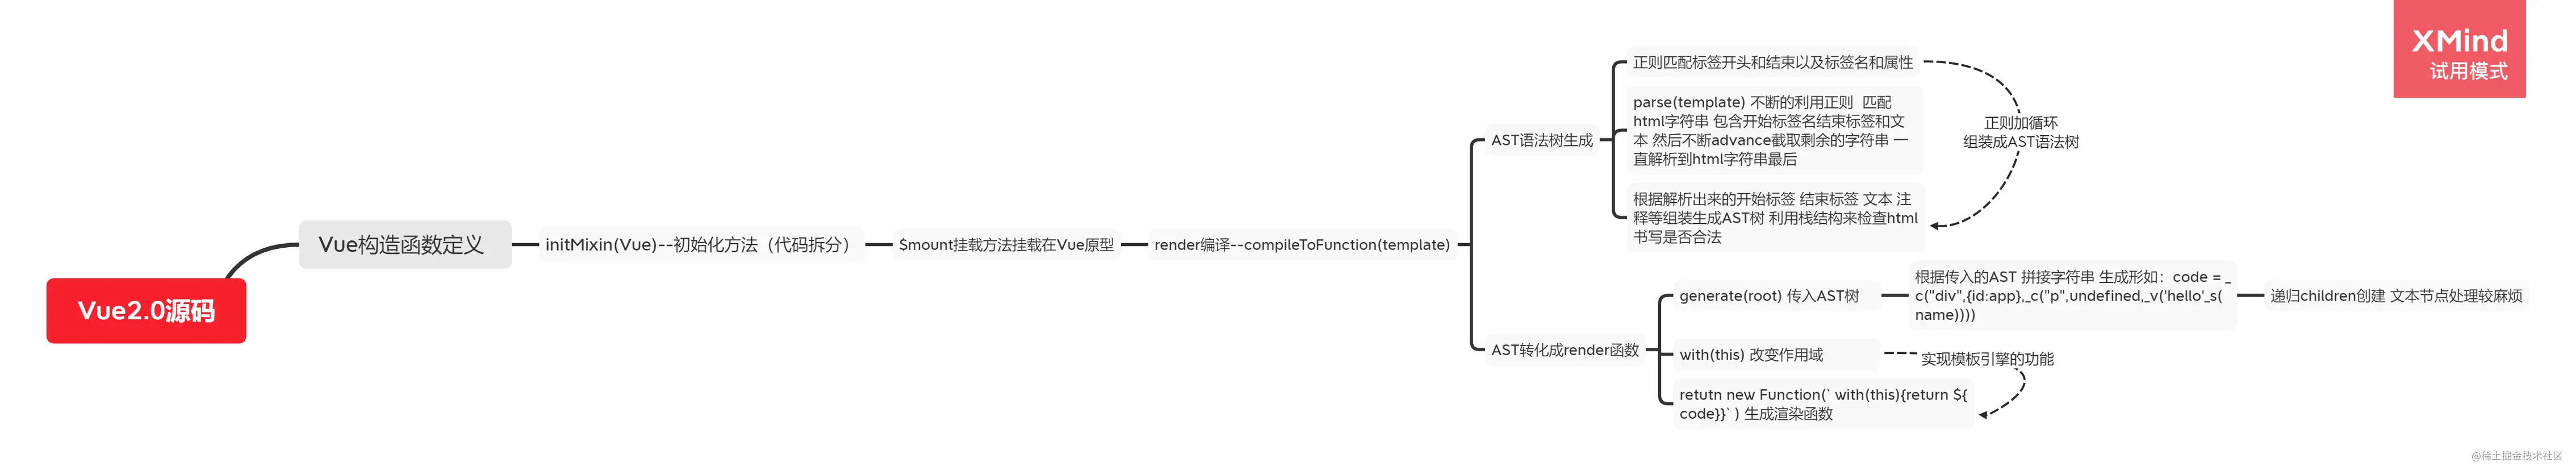 XMind
试用模式
正则匹配标签开头和结束以及标签名和属性
parse(template) 不断的利用正则  匹配
html字符串 包含开始标签名结束标签和文
本 然后不断advance截取剩余的字符串 一
直解析到html字符串最后
正则加循环
组装成AST语法树
AST语法树生成
根据解析出来的开始标签 结束标签 文本 注
释等组装生成AST树 利用栈结构来检查html
书写是否合法
Vue2.0源码
Vue构造函数定义
initMixin(Vue)--初始化方法（代码拆分）
$mount挂载方法挂载在Vue原型
render编译--compileToFunction(template)
AST转化成render函数
generate(root) 传入AST树
根据传入的AST 拼接字符串 生成形如：code = _
c("div",{id:app},_c("p",undefined,_v('hello'_s(
name))))
递归children创建 文本节点处理较麻烦
with(this) 改变作用域
实现模板引擎的功能
retutn new Function(` with(this){return ${
code}}` ) 生成渲染函数
@稀土掘金技术社区